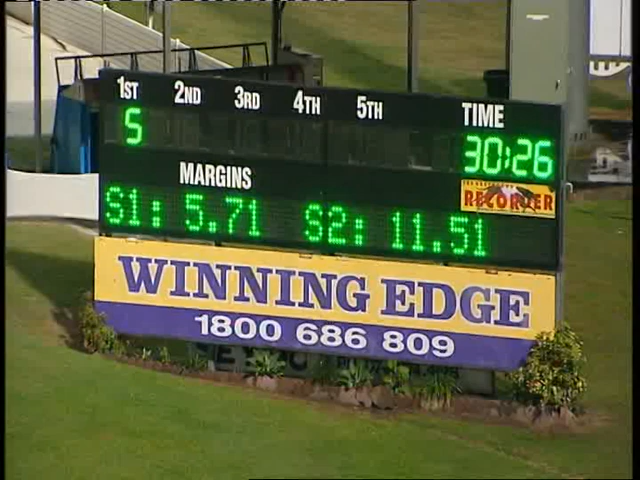 1ST 2ND 3RD 4TH 5TH TIME
5 30:26
MARGINS
RECORDER
S1: 5.71 S2: 11.51
WINNING EDGE
1800 686 809